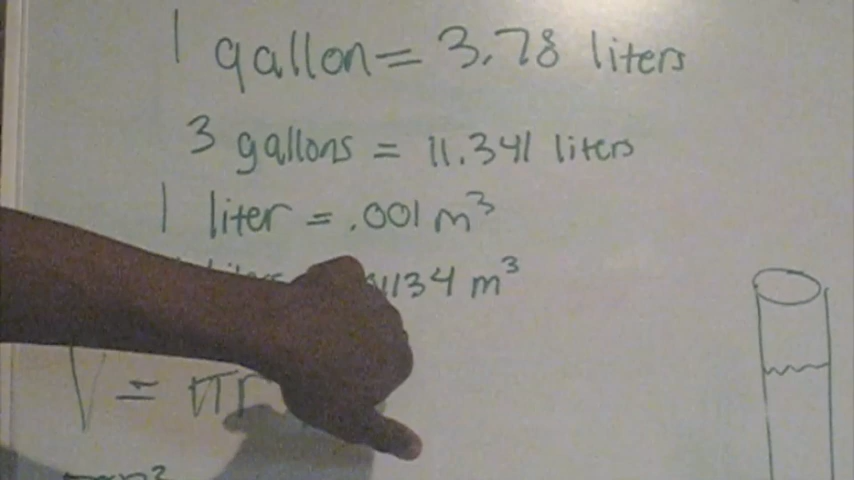 1 gallon = 3.78 liters
3 gallons = 11.341 liters
1 liter = .001 m³
1134 m³
V = πr